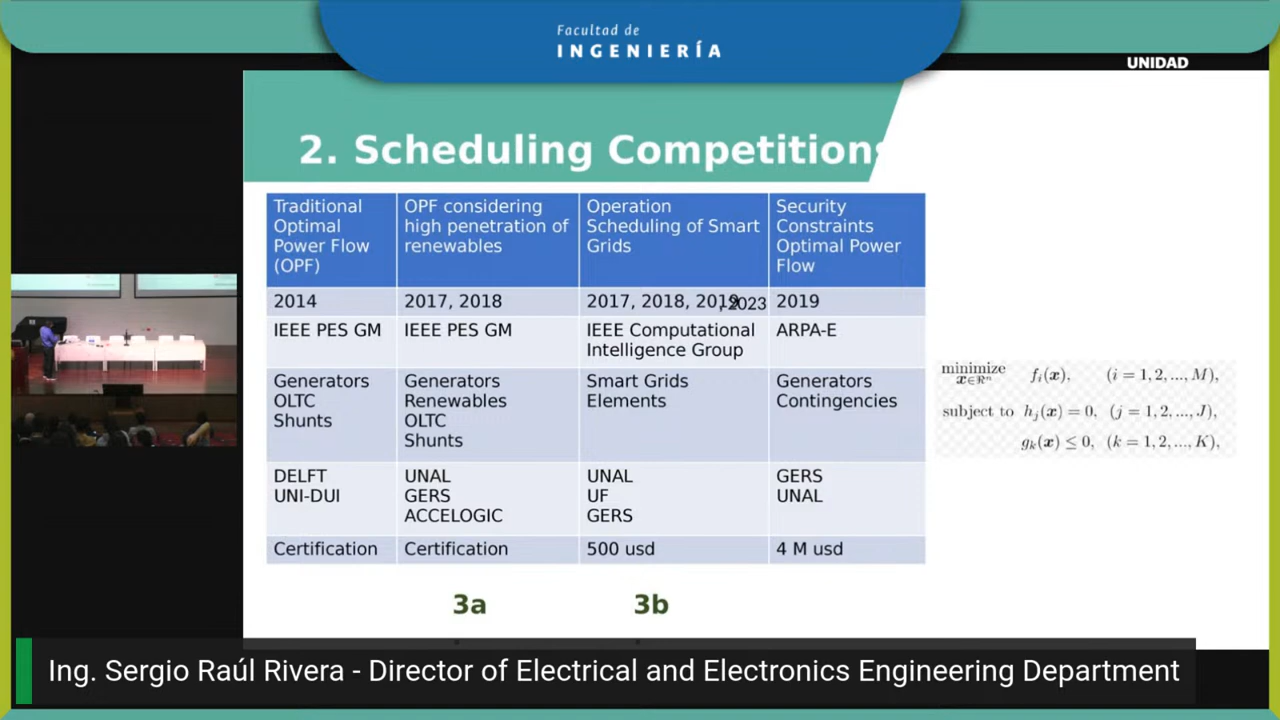 Facultad de
INGENIERÍA
UNIDAD
2. Scheduling Competitions
Traditional
Optimal
Power Flow
(OPF)
OPF considering
high penetration of
renewables
Operation
Scheduling of Smart
Grids
Security
Constraints
Optimal Power
Flow
2014
2017, 2018
2017, 2018, 2019, 2023
2019
IEEE PES GM
IEEE PES GM
IEEE Computational
Intelligence Group
ARPA-E
Generators
OLTC
Shunts
Generators
Renewables
OLTC
Shunts
Smart Grids
Elements
Generators
Contingencies
DELFT
UNI-DUI
UNAL
GERS
ACCELOGIC
UNAL
UF
GERS
GERS
UNAL
Certification
Certification
500 usd
4 M usd
minimize f_i(x), (i = 1, 2, ..., M),
x∈ℜⁿ
subject to h_j(x) = 0, (j = 1, 2, ..., J),
g_k(x) ≤ 0, (k = 1, 2, ..., K),
3a
3b
Ing. Sergio Raúl Rivera - Director of Electrical and Electronics Engineering Department